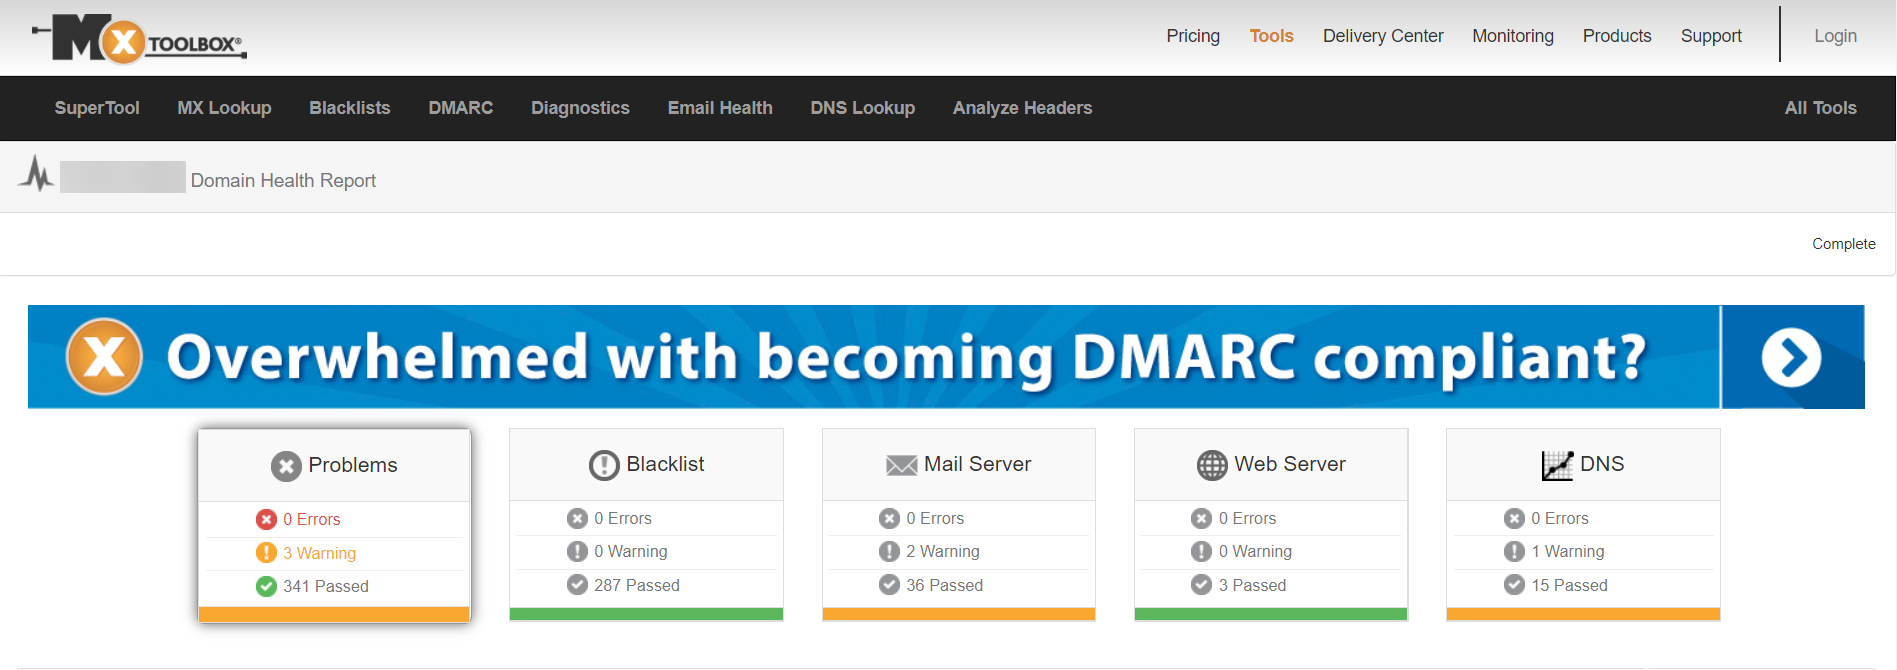 MX TOOLBOX®
Pricing Tools Delivery Center Monitoring Products Support Login
SuperTool MX Lookup Blacklists DMARC Diagnostics Email Health DNS Lookup Analyze Headers All Tools
Domain Health Report
Complete
X Overwhelmed with becoming DMARC compliant?
Problems
0 Errors
3 Warning
341 Passed
Blacklist
0 Errors
0 Warning
287 Passed
Mail Server
0 Errors
2 Warning
36 Passed
Web Server
0 Errors
0 Warning
3 Passed
DNS
0 Errors
1 Warning
15 Passed